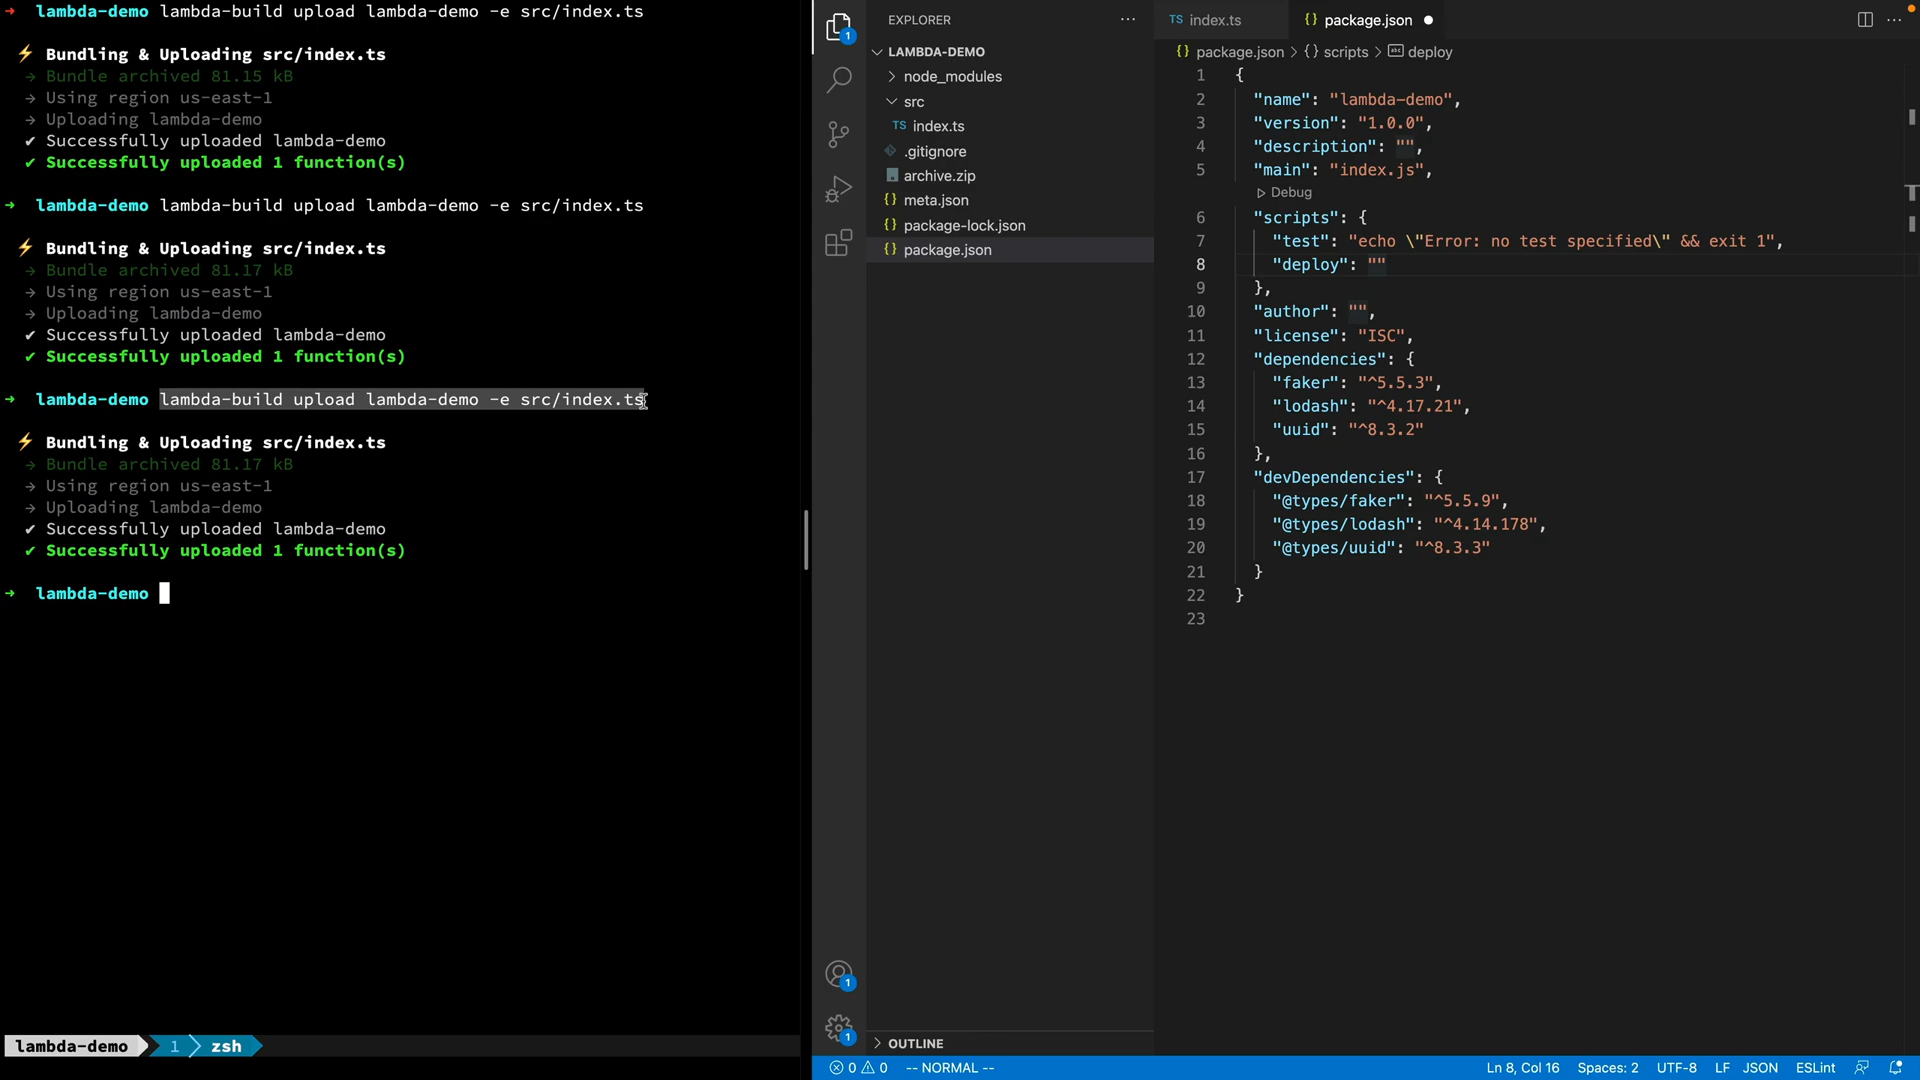 ➜ lambda-demo lambda-build upload lambda-demo -e src/index.ts
⚡ Bundling & Uploading src/index.ts
→ Bundle archived 81.15 kB
→ Using region us-east-1
→ Uploading lambda-demo
✔ Successfully uploaded lambda-demo
✔ Successfully uploaded 1 function(s)
➜ lambda-demo lambda-build upload lambda-demo -e src/index.ts
⚡ Bundling & Uploading src/index.ts
→ Bundle archived 81.17 kB
→ Using region us-east-1
→ Uploading lambda-demo
✔ Successfully uploaded lambda-demo
✔ Successfully uploaded 1 function(s)
➜ lambda-demo lambda-build upload lambda-demo -e src/index.ts
⚡ Bundling & Uploading src/index.ts
→ Bundle archived 81.17 kB
→ Using region us-east-1
→ Uploading lambda-demo
✔ Successfully uploaded lambda-demo
✔ Successfully uploaded 1 function(s)
➜ lambda-demo
lambda-demo 1 zsh
1
1
1
EXPLORER ···
LAMBDA-DEMO
node_modules
src
TS index.ts
.gitignore
archive.zip
{} meta.json
{} package-lock.json
{} package.json
OUTLINE
TS index.ts
{} package.json ●
···
{} package.json > {} scripts > abc deploy
1 {
2 "name": "lambda-demo",
3 "version": "1.0.0",
4 "description": "",
5 "main": "index.js",
▷ Debug
6 "scripts": {
7 "test": "echo \"Error: no test specified\" && exit 1",
8 "deploy": ""
9 },
10 "author": "",
11 "license": "ISC",
12 "dependencies": {
13 "faker": "^5.5.3",
14 "lodash": "^4.17.21",
15 "uuid": "^8.3.2"
16 },
17 "devDependencies": {
18 "@types/faker": "^5.5.9",
19 "@types/lodash": "^4.14.178",
20 "@types/uuid": "^8.3.3"
21 }
22 }
23
0 0 -- NORMAL -- Ln 8, Col 16 Spaces: 2 UTF-8 LF JSON ESLint